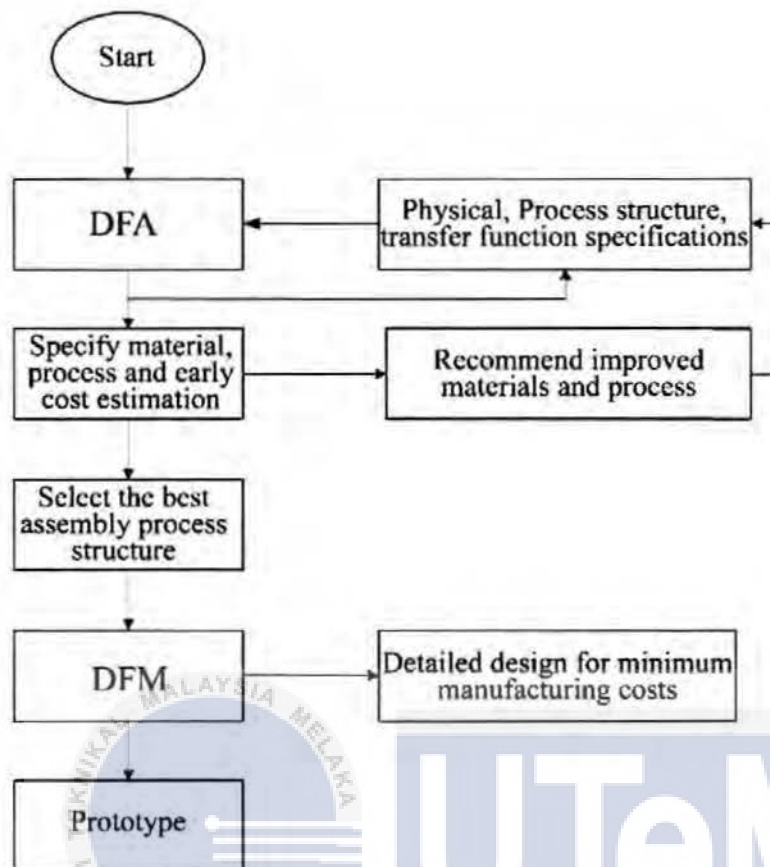 Start
DFA
Physical, Process structure,
transfer function specifications
Specify material,
process and early
cost estimation
Recommend improved
materials and process
Select the best
assembly process
structure
DFM
Detailed design for minimum
manufacturing costs
TEKNIKAL MALAYSIA MELAKA
UTeM
Prototype